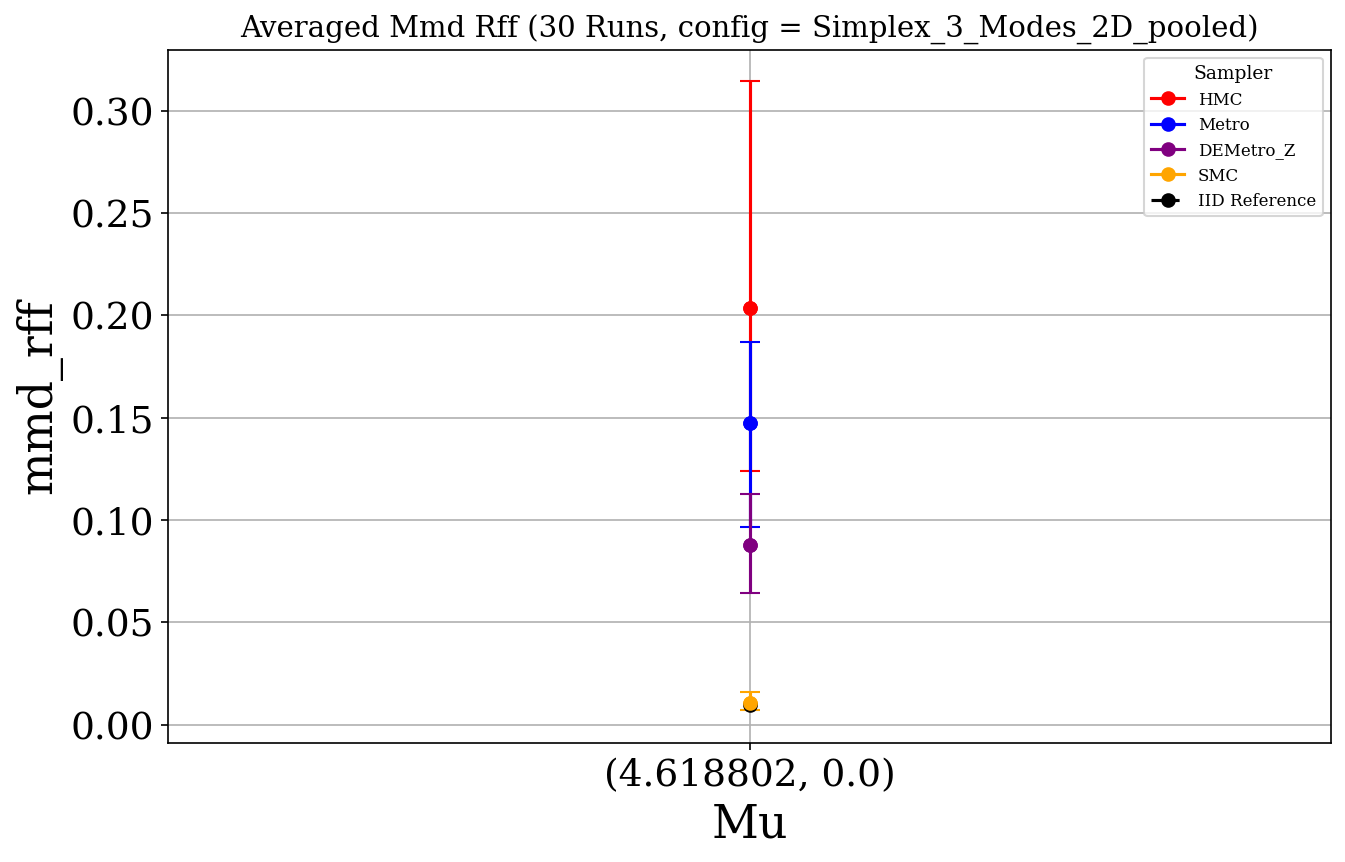 Averaged Mmd Rff (30 Runs, config = Simplex_3_Modes_2D_pooled)
Sampler
HMC
Metro
DEMetro_Z
SMC
IID Reference
0.30
0.25
0.20
0.15
0.10
0.05
0.00
mmd_rff
(4.618802, 0.0)
Mu